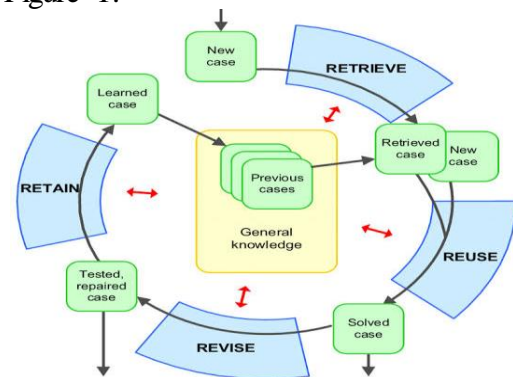 Figure 1.
New
case
RETRIEVE
Learned
case
Retrieved
case
New
case
Previous
cases
RETAIN
General
knowledge
REUSE
Tested,
repaired
case
Solved
case
REVISE